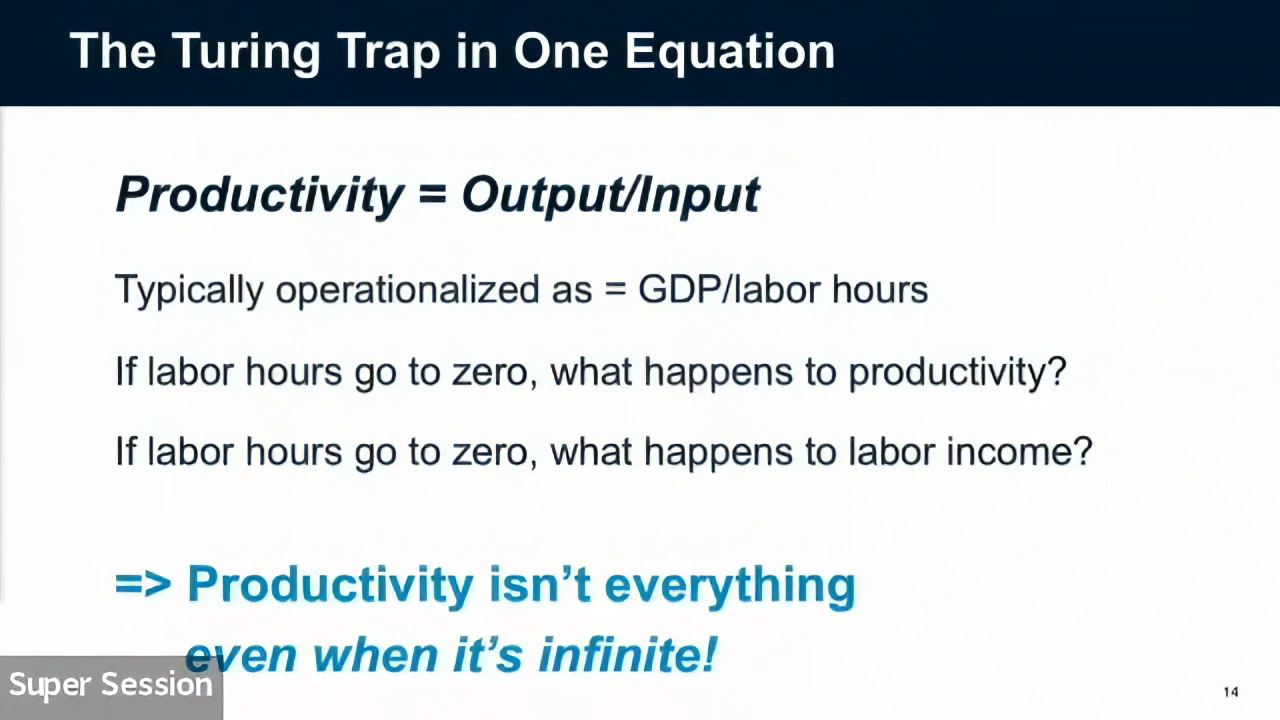 The Turing Trap in One Equation
Productivity = Output/Input
Typically operationalized as = GDP/labor hours
If labor hours go to zero, what happens to productivity?
If labor hours go to zero, what happens to labor income?
=> Productivity isn’t everything
even when it’s infinite!
Super Session
14